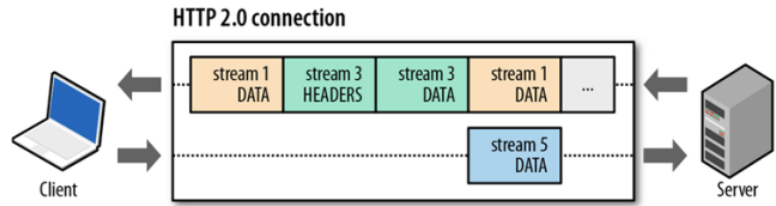 HTTP 2.0 connection
stream 1 stream 3 stream 3 stream 1
DATA HEADERS DATA DATA ...
stream 5
DATA
Client
Server